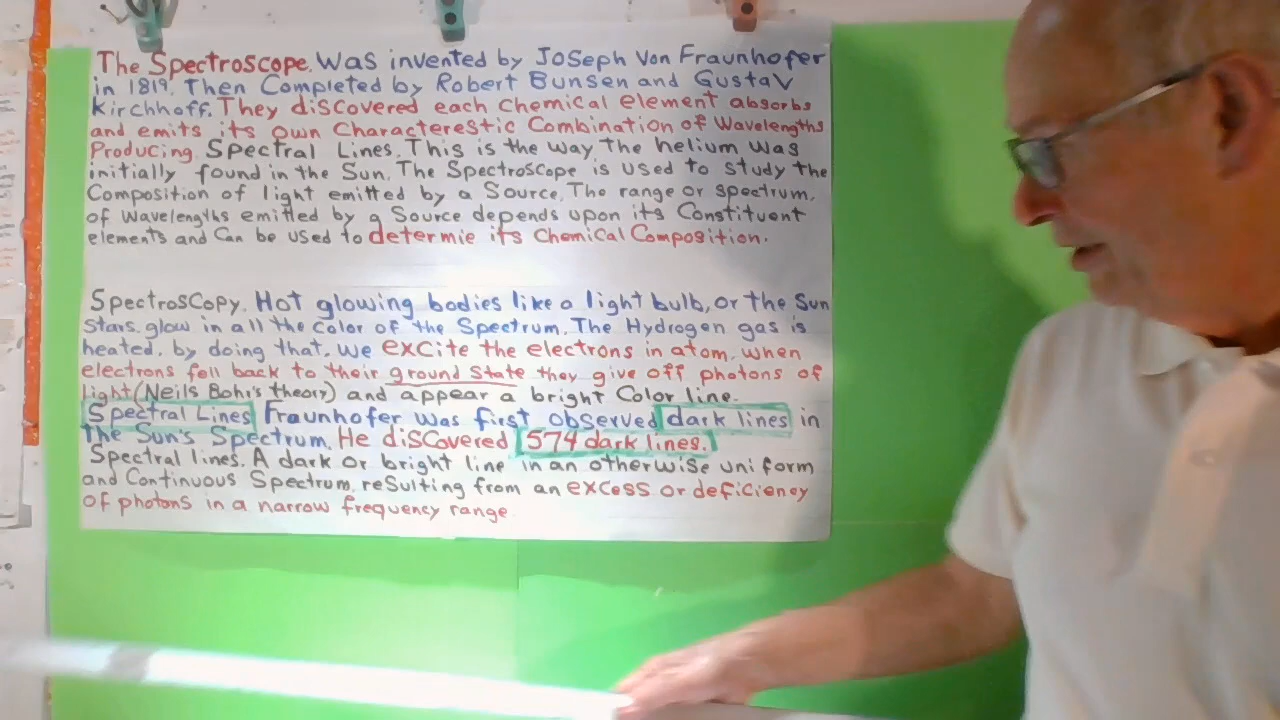 The Spectroscope. Was invented by Joseph Von Fraunhofer
in 1819. Then Completed by Robert Bunsen and Gustav
Kirchhoff. They discovered each Chemical element absorbs
and emits its own Characterestic Combination of Wavelengths
Producing Spectral Lines. This is the way the helium was
initially found in the Sun. The Spectroscope is used to study the
Composition of light emitted by a Source. The range or spectrum,
of wavelengths emitted by a Source depends upon its Constituent
elements and Can be used to determie its Chemical Composition.
Spectroscopy. Hot glowing bodies like a light bulb, or the Sun
Stars. glow in all the color of the Spectrum. The Hydrogen gas is
heated. by doing that. we excite the electrons in atom. when
electrons fell back to their ground State they give off photons of
light (Neils Bohr's theory) and appear a bright Color line.
Spectral Lines Fraunhofer was first observed dark lines in
The Sun's Spectrum. He discovered 574 dark lines.
Spectral lines. A dark or bright line in an otherwise uniform
and Continuous Spectrum, resulting from an excess or deficiency
of photons in a narrow frequency range